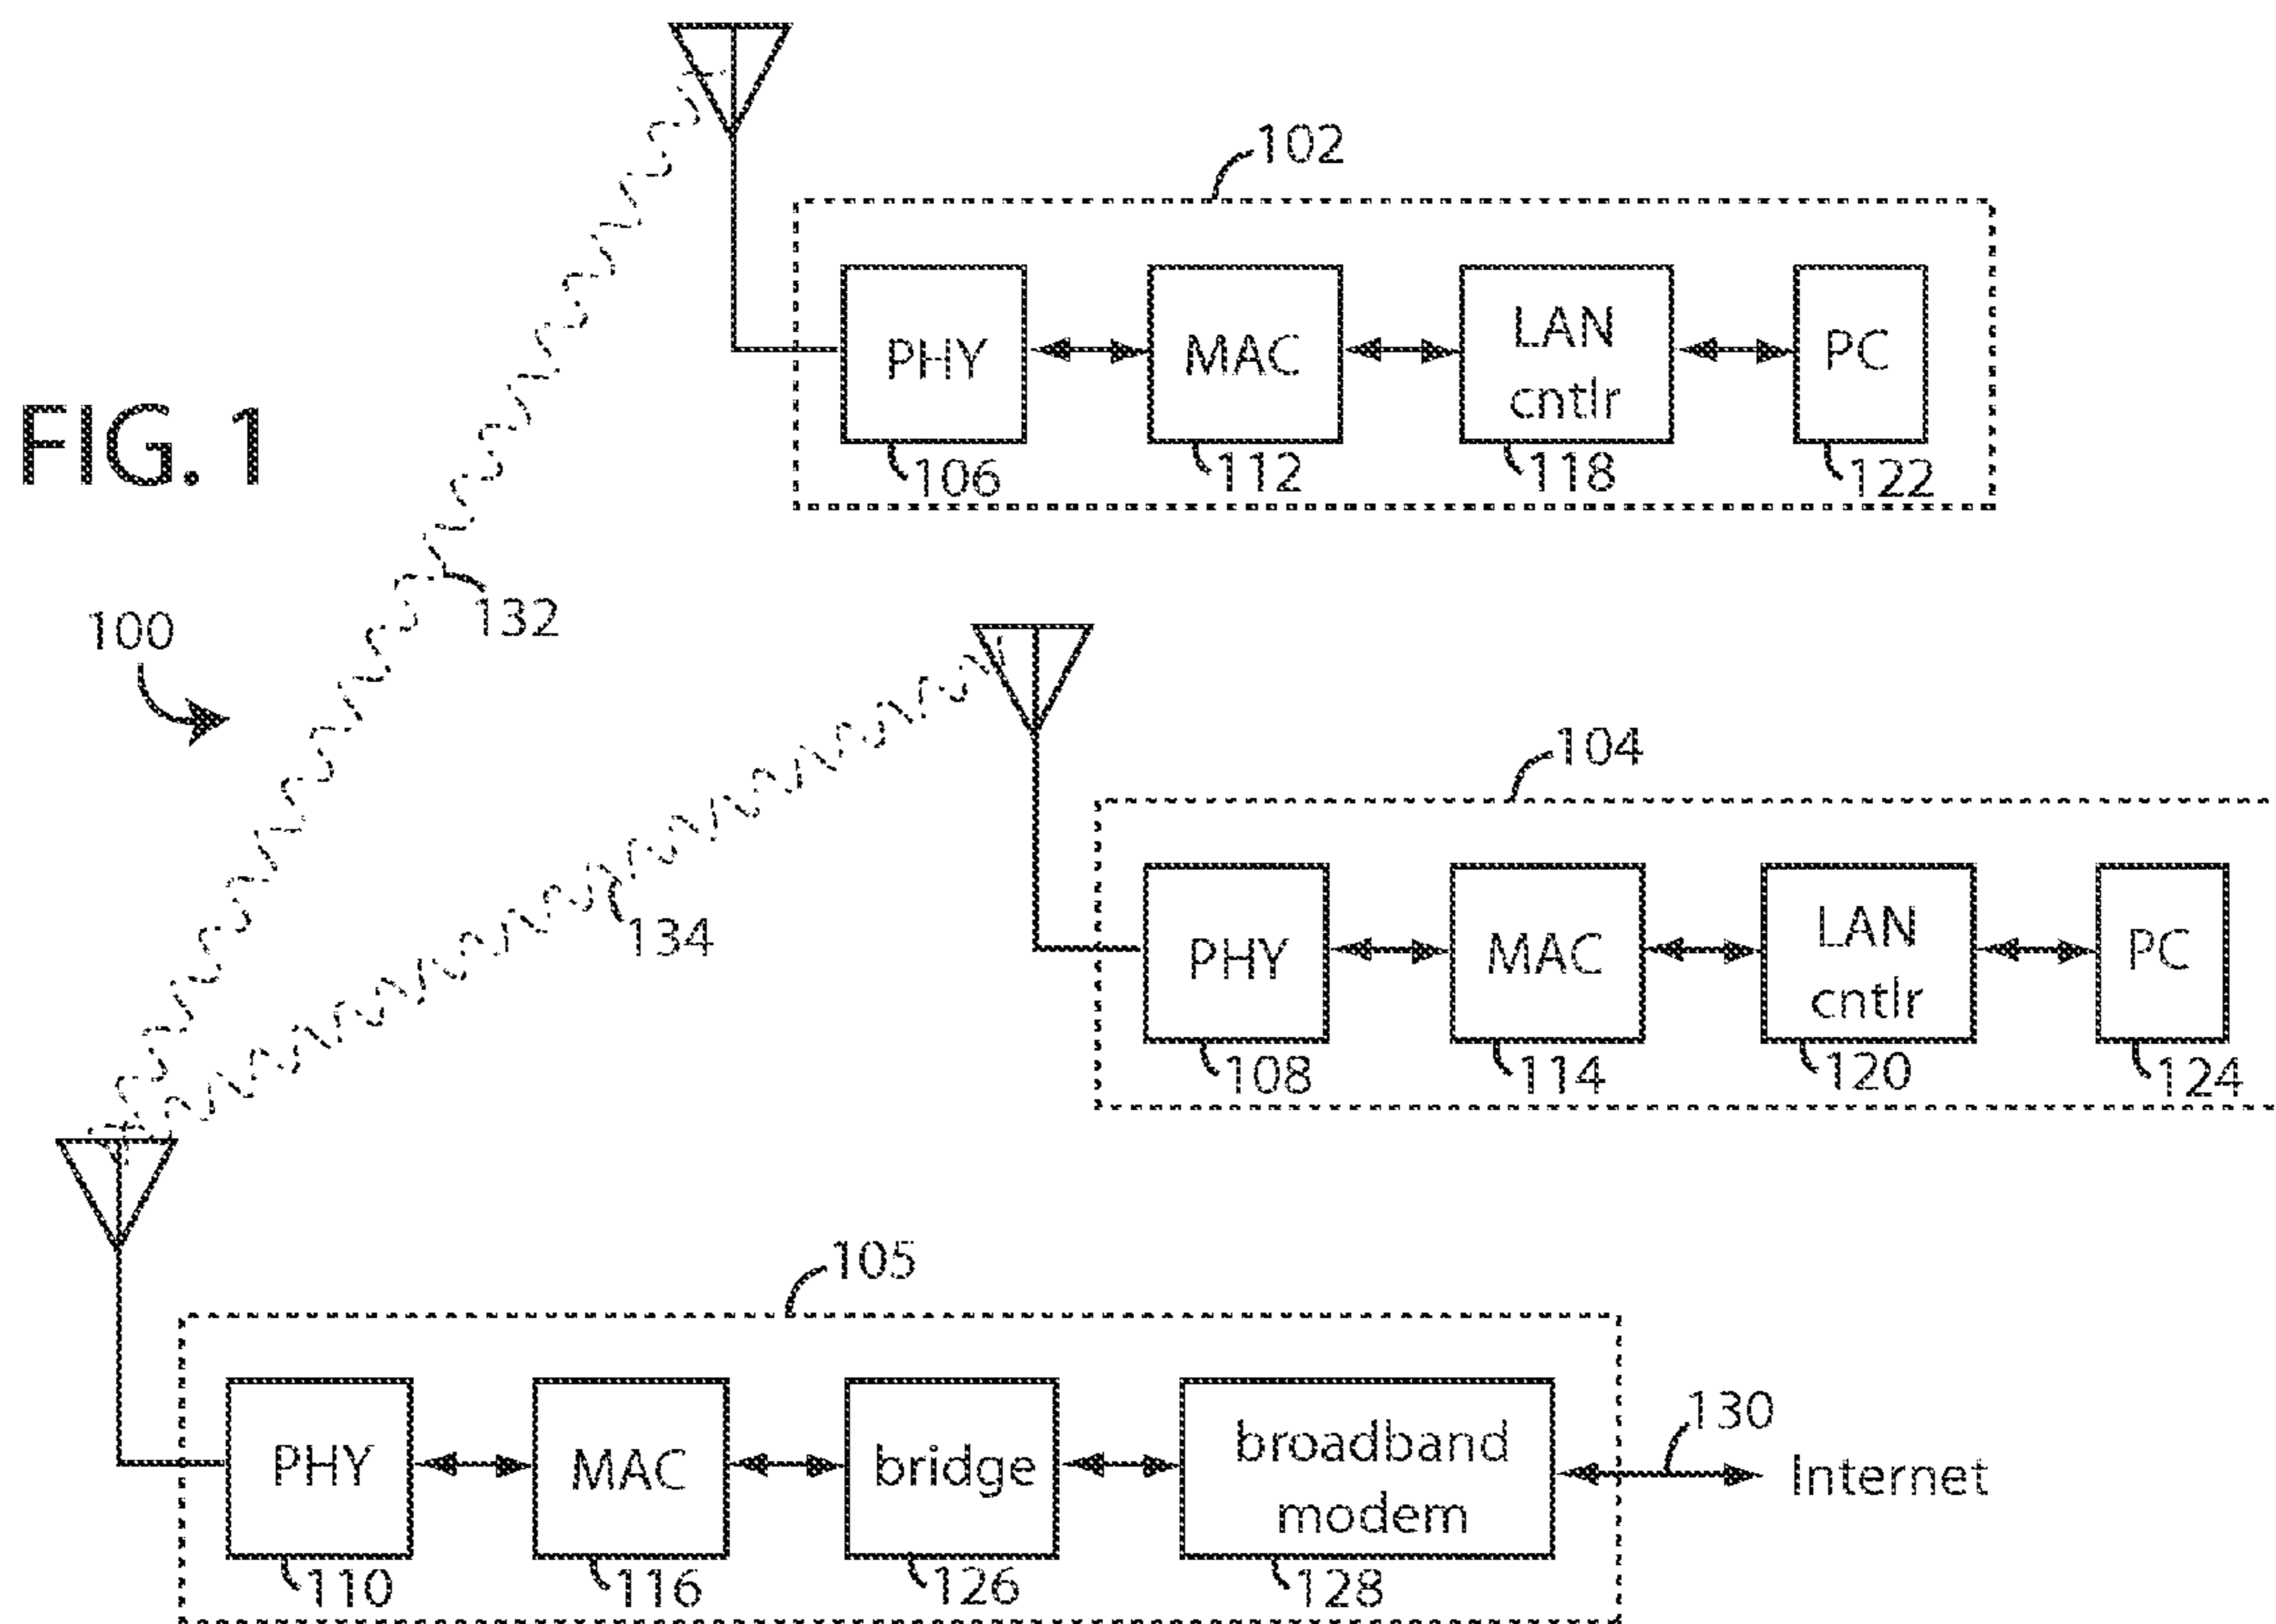 102
PHY
MAC
LAN
cntlr
PC
106
112
118
122
FIG. 1
132
100
104
134
PHY
MAC
LAN
cntlr
PC
108
114
120
124
105
130
PHY
MAC
bridge
broadband
modem
Internet
110
116
126
128